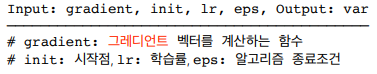 Input: gradient, init, lr, eps, Output: var
# gradient: 그레디언트 벡터를 계산하는 함수
# init: 시작점, lr: 학습률, eps: 알고리즘 종료조건